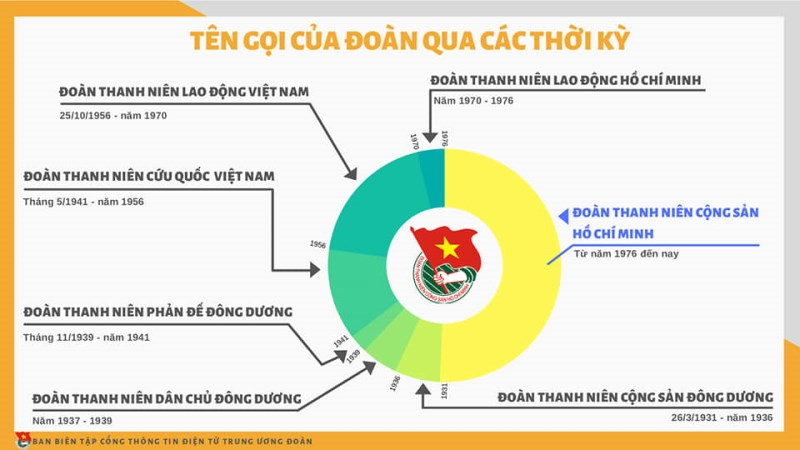 TÊN GỌI CỦA ĐOÀN QUA CÁC THỜI KỲ
ĐOÀN THANH NIÊN LAO ĐỘNG VIỆT NAM
25/10/1956 - năm 1970
ĐOÀN THANH NIÊN LAO ĐỘNG HỒ CHÍ MINH
Năm 1970 - 1976
1970
1976
ĐOÀN THANH NIÊN CỨU QUỐC VIỆT NAM
Tháng 5/1941 - năm 1956
ĐOÀN THANH NIÊN CỘNG SẢN
HỒ CHÍ MINH
Từ năm 1976 đến nay
1956
ĐOÀN THANH NIÊN PHẢN ĐẾ ĐÔNG DƯƠNG
Tháng 11/1939 - năm 1941
1941
1939
1936
1931
ĐOÀN THANH NIÊN DÂN CHỦ ĐÔNG DƯƠNG
Năm 1937 - 1939
ĐOÀN THANH NIÊN CỘNG SẢN ĐÔNG DƯƠNG
26/3/1931 - năm 1936
BAN BIÊN TẬP CỔNG THÔNG TIN ĐIỆN TỬ TRUNG ƯƠNG ĐOÀN